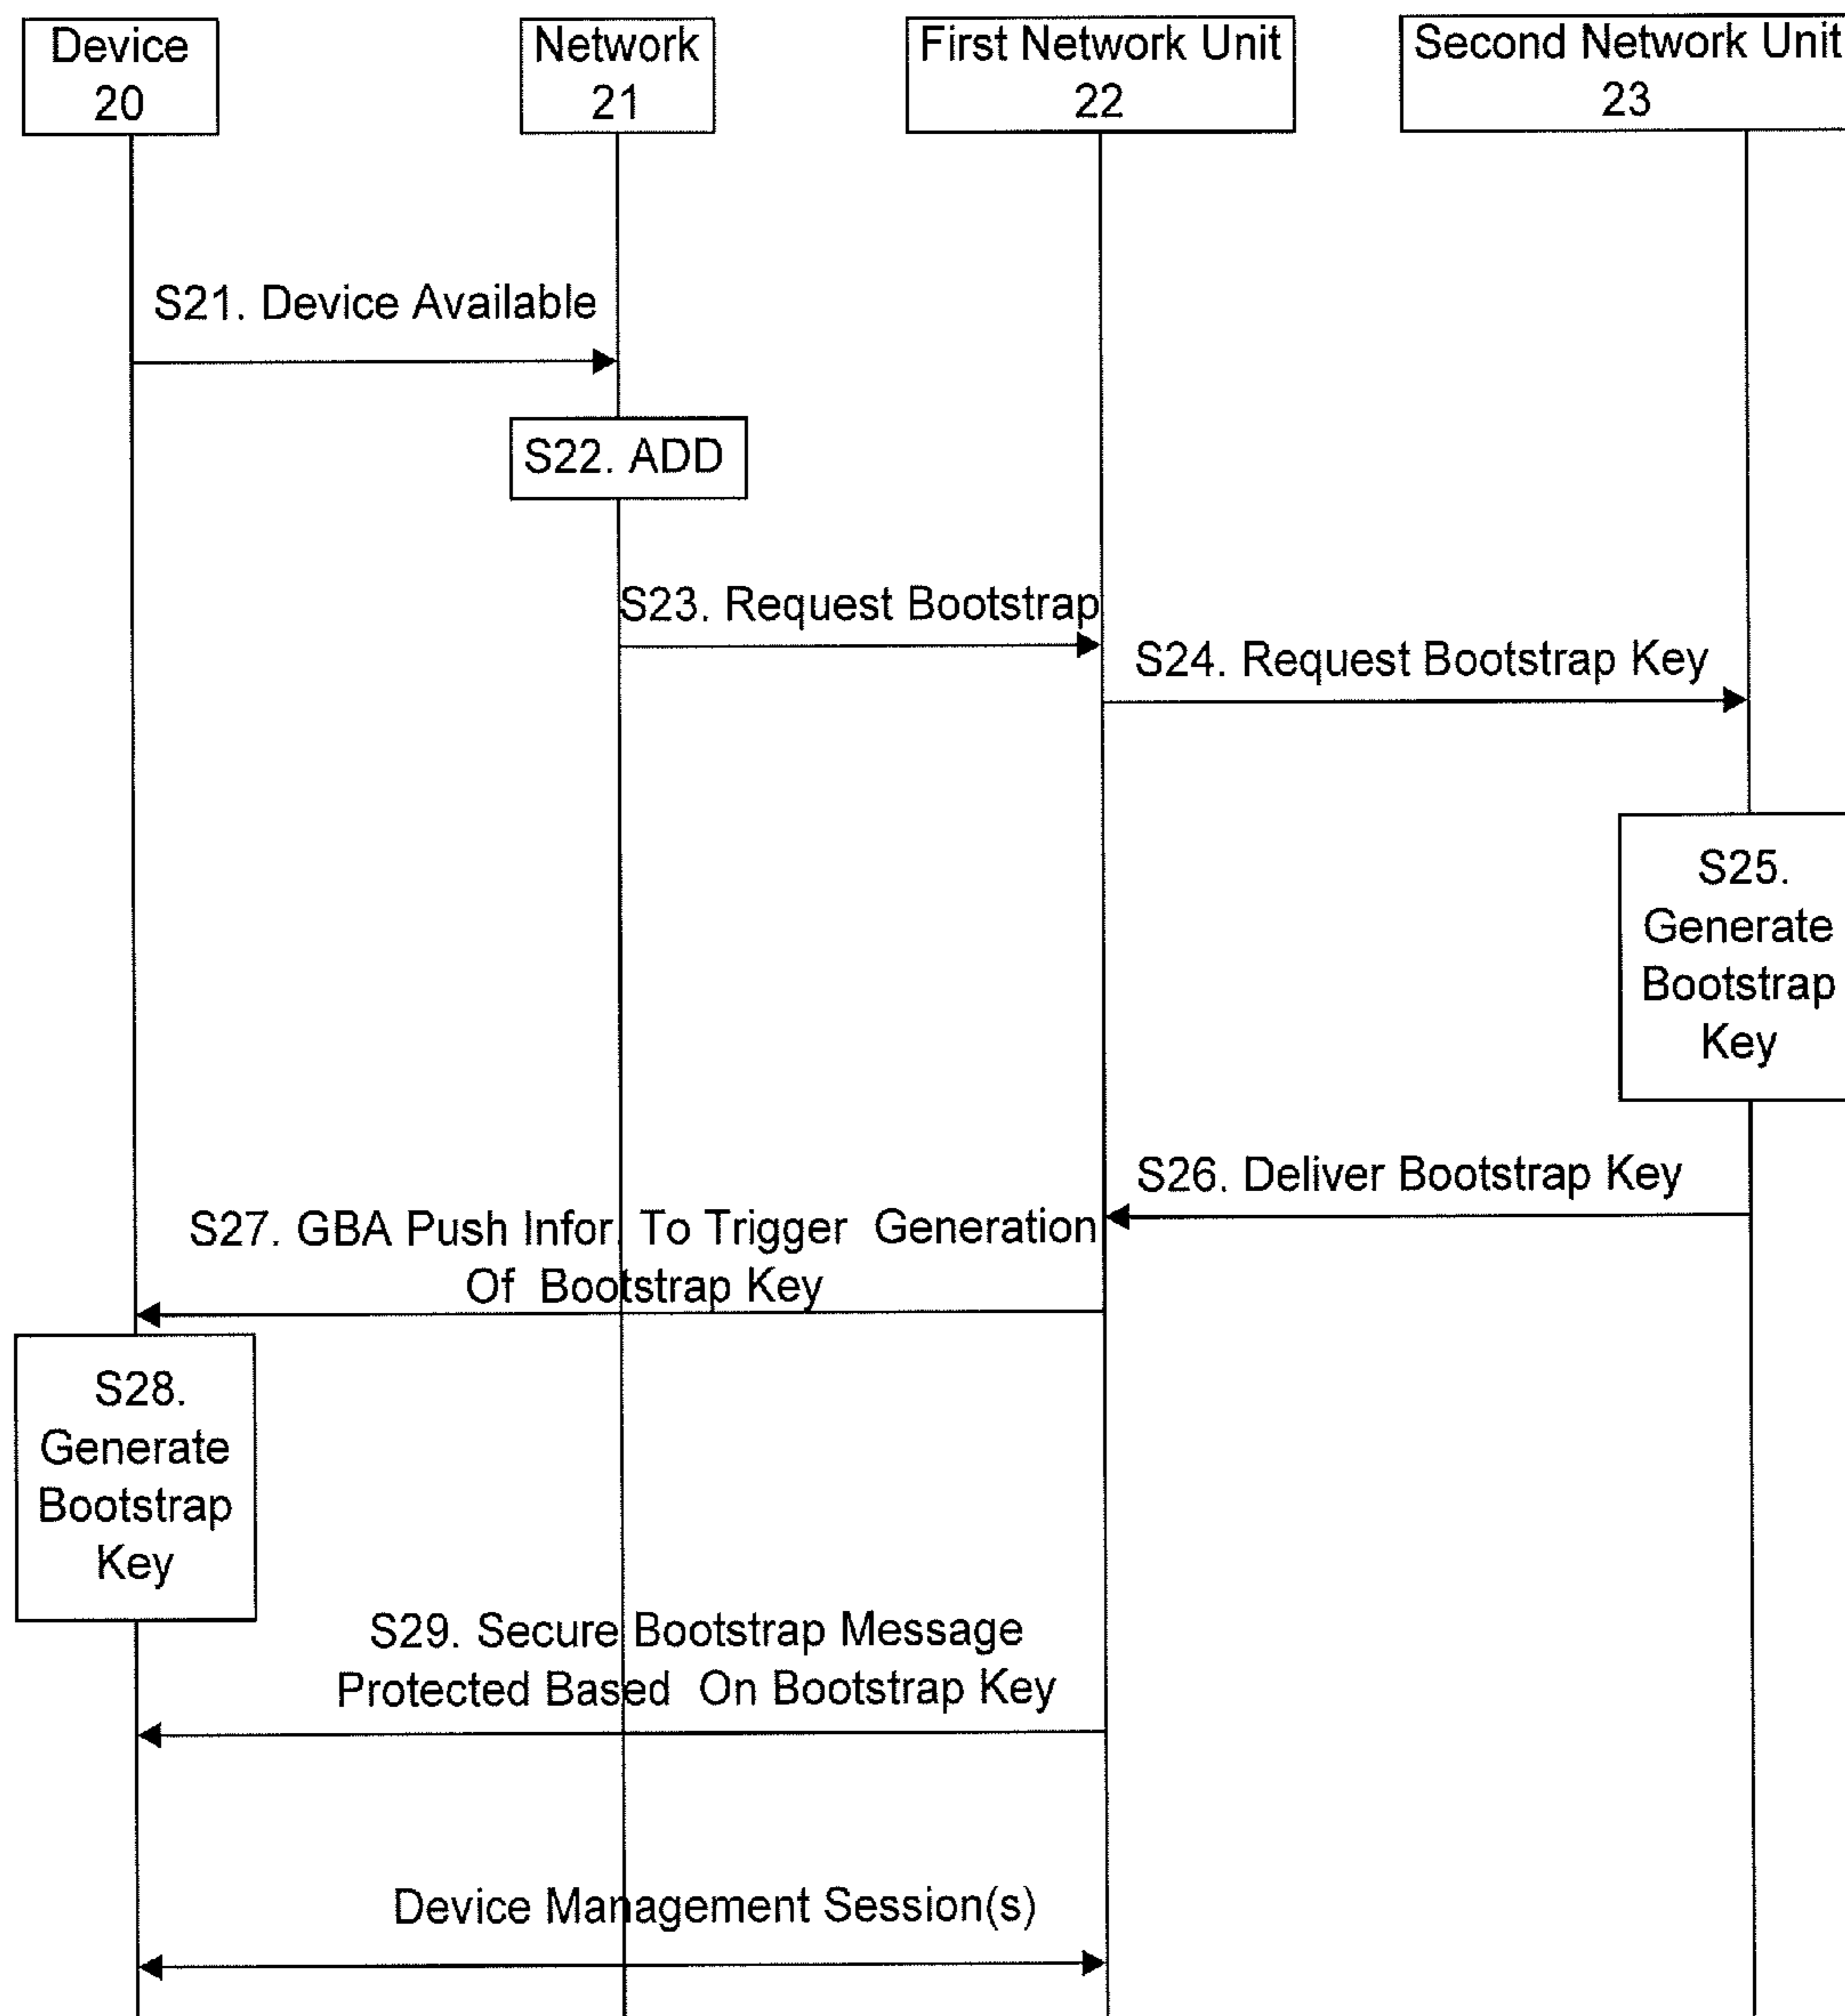 Device
20
Network
21
First Network Unit
22
Second Network Unit
23
S21. Device Available
S22. ADD
S23. Request Bootstrap
S24. Request Bootstrap Key
S25.
Generate
Bootstrap
Key
S26. Deliver Bootstrap Key
S27. GBA Push Infor. To Trigger Generation
Of Bootstrap Key
S28.
Generate
Bootstrap
Key
S29. Secure Bootstrap Message
Protected Based On Bootstrap Key
Device Management Session(s)